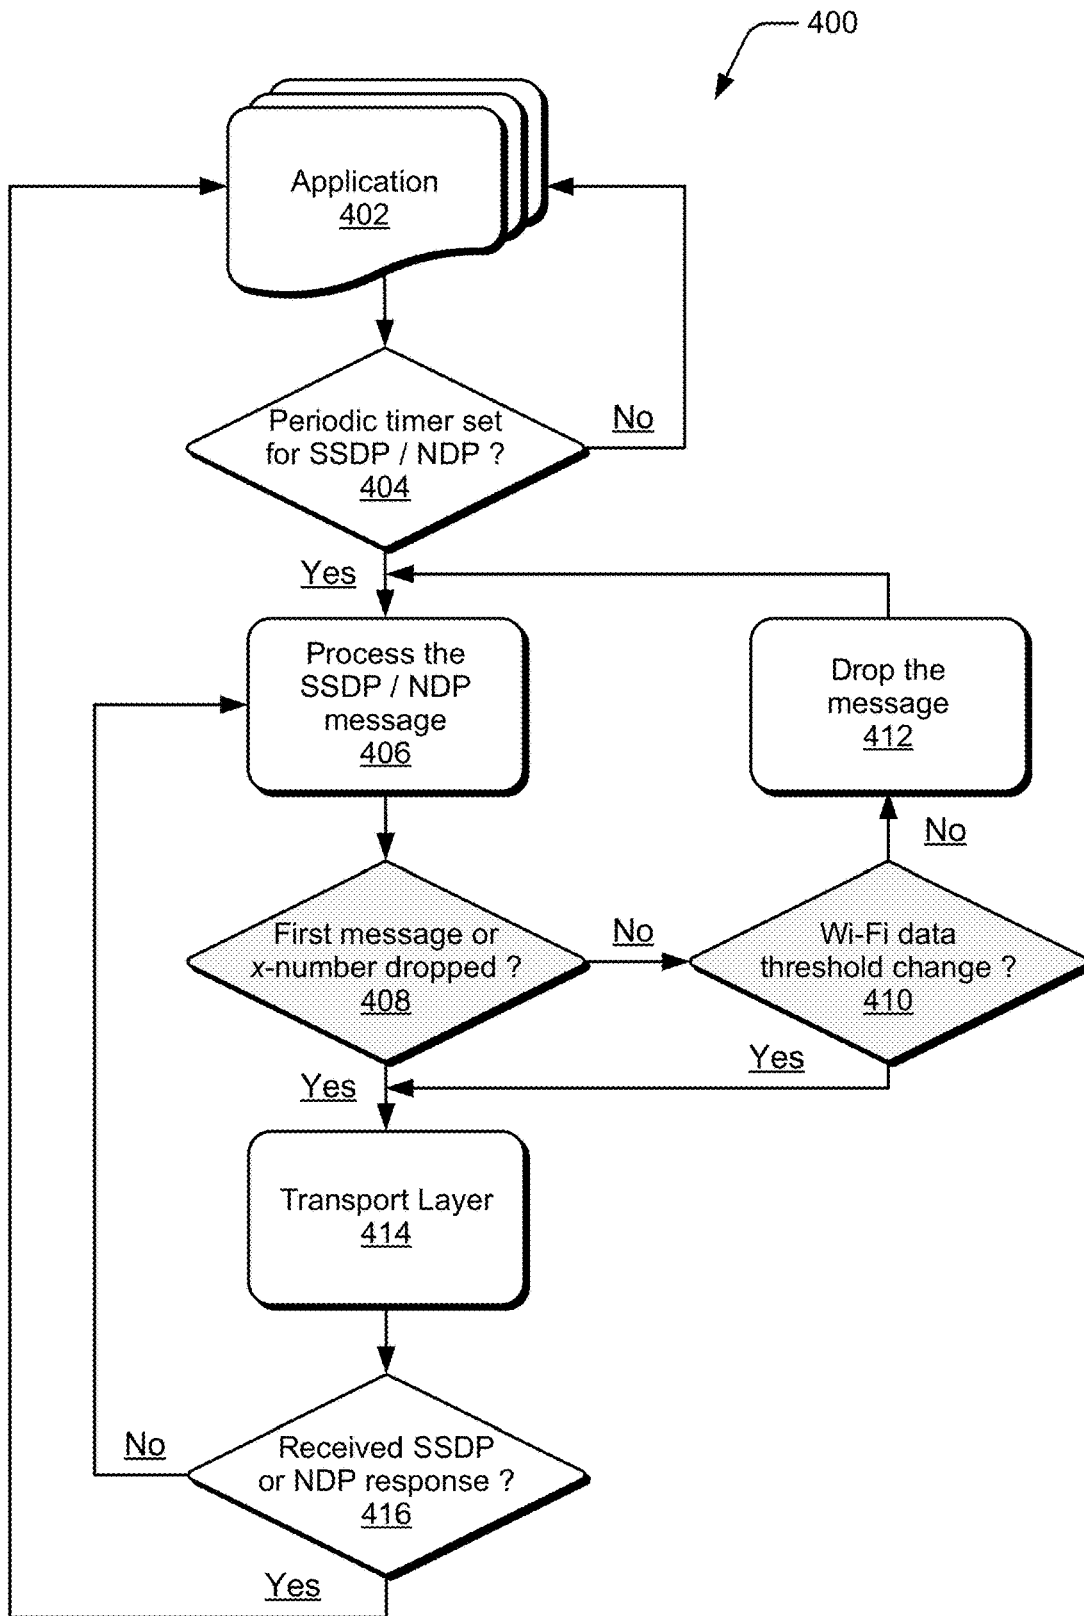 400
Application
402
Periodic timer set
for SSDP / NDP ?
404
No
Yes
Process the
SSDP / NDP
message
406
Drop the
message
412
No
First message or
x-number dropped ?
408
No
Wi-Fi data
threshold change ?
410
Yes
Yes
Transport Layer
414
No
Received SSDP
or NDP response ?
416
Yes